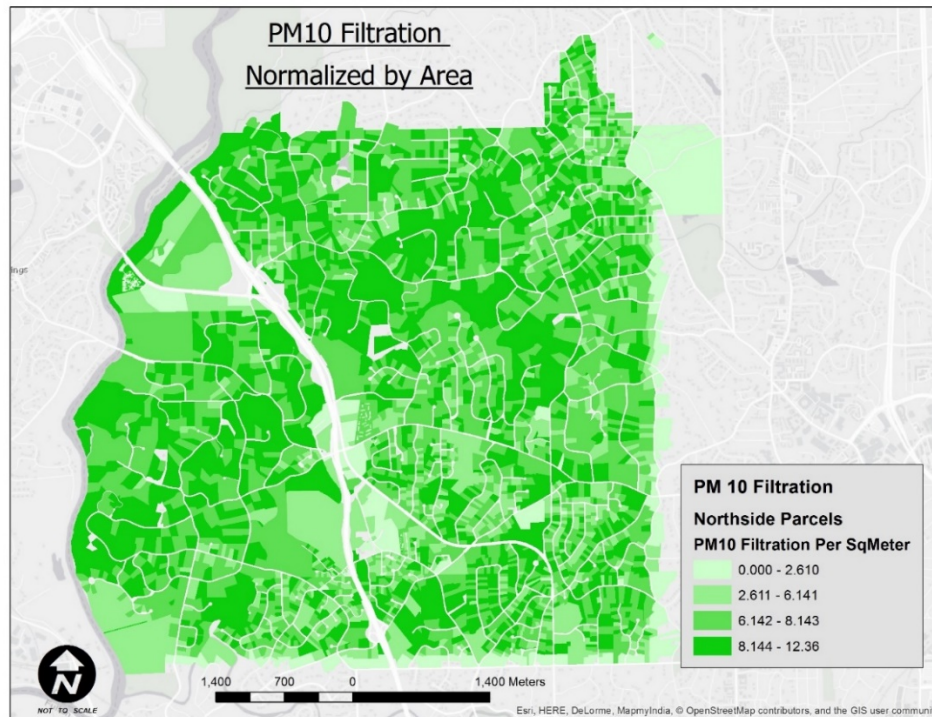 PM10 Filtration
Normalized by Area
ings
PM 10 Filtration
Northside Parcels
PM10 Filtration Per SqMeter
0.000 - 2.610
2.611 - 6.141
6.142 - 8.143
8.144 - 12.36
N
NOT TO SCALE
1,400 700 0 1,400 Meters
Esri, HERE, DeLorme, MapmyIndia, © OpenStreetMap contributors, and the GIS user communi